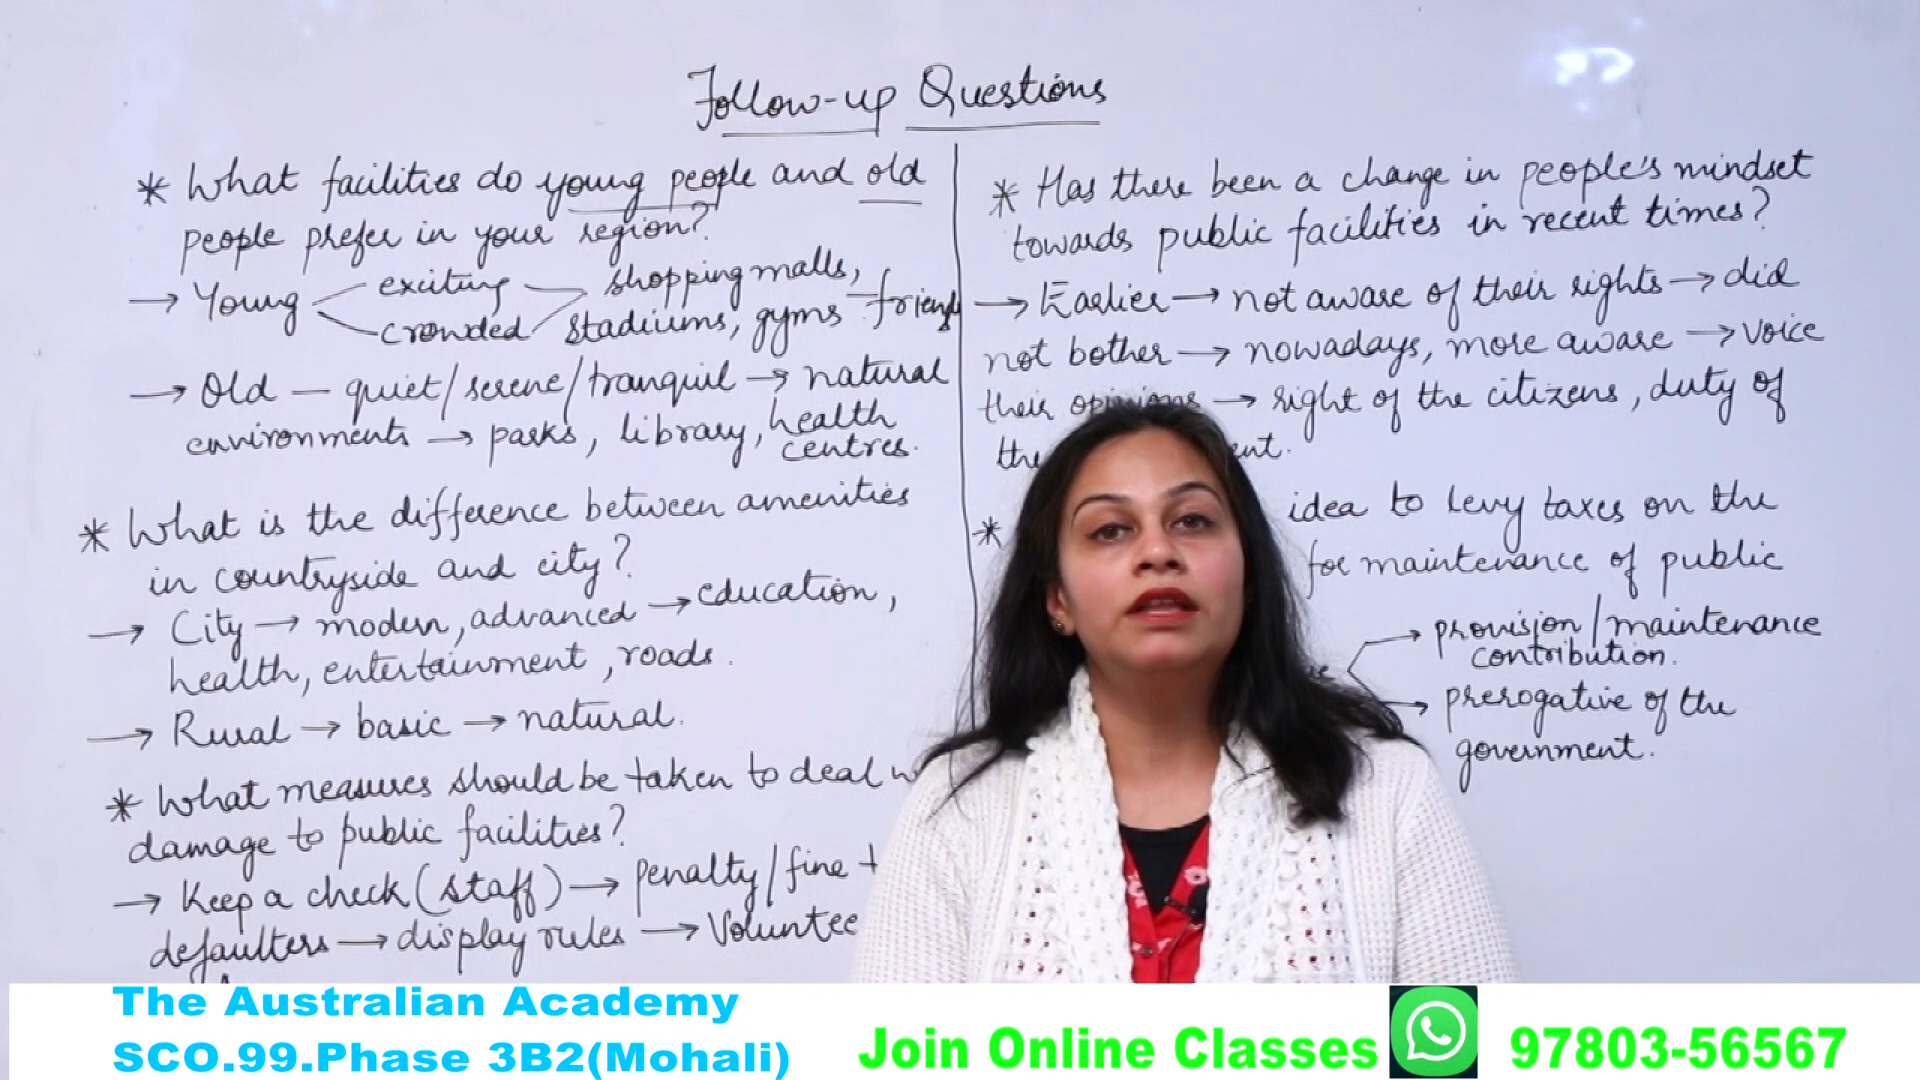 Follow-up Questions
* What facilities do young people and old
people prefer in your region?
→ Young exciting → shopping malls,
crowded stadiums, gyms - friends
→ Old - quiet/serene/tranquil → natural
environments → parks, library, health
centres.
* What is the difference between amenities
in countryside and city?
→ City → modern, advanced → education,
health, entertainment, roads.
→ Rural → basic → natural.
* What measures should be taken to deal w
damage to public facilities?
→ Keep a check (staff) → penalty/fine t
defaulters → display rules → Voluntee
* Has there been a change in people's mindset
towards public facilities in recent times?
→ Earlier → not aware of their rights → did
not bother → nowadays, more aware → voice
their opinions → right of the citizens, duty of
the ent.
* idea to levy taxes on the
for maintenance of public
→ provision/maintenance
contribution.
→ prerogative of the
government.
The Australian Academy
SCO.99.Phase 3B2(Mohali)
Join Online Classes 97803-56567